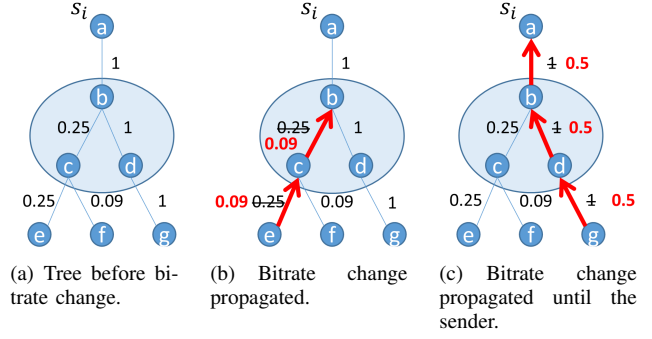 s_i
a
1
b
0.25 1
c d
0.25 0.09 1
e f g
(a) Tree before bi-
trate change.
s_i
a
1
b
0.25 1
0.09
c d
0.09 0.25 0.09 1
e f g
(b) Bitrate change
propagated.
s_i
a
1 0.5
b
0.25 1 0.5
c d
0.25 0.09 1 0.5
e f g
(c) Bitrate change
propagated until the
sender.